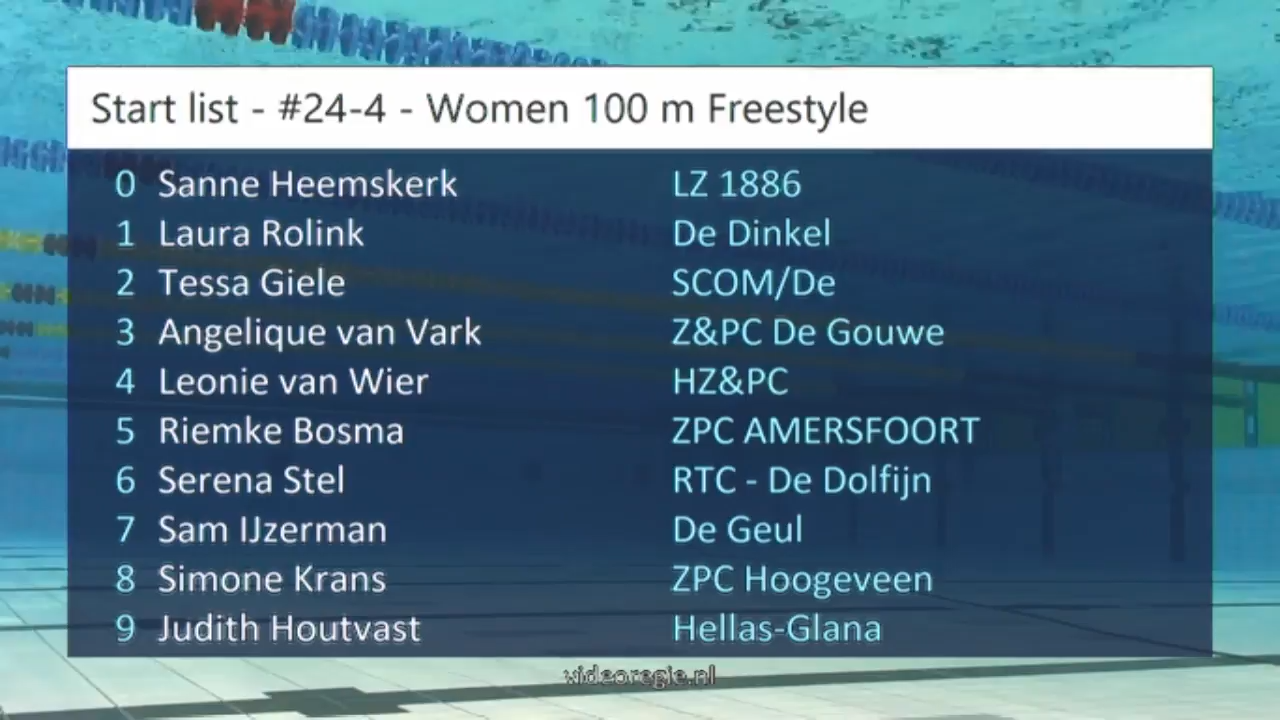 Start list - #24-4 - Women 100 m Freestyle
0 Sanne Heemskerk LZ 1886
1 Laura Rolink De Dinkel
2 Tessa Giele SCOM/De
3 Angelique van Vark Z&PC De Gouwe
4 Leonie van Wier HZ&PC
5 Riemke Bosma ZPC AMERSFOORT
6 Serena Stel RTC - De Dolfijn
7 Sam IJzerman De Geul
8 Simone Krans ZPC Hoogeveen
9 Judith Houtvast Hellas-Glana
videoregie.nl